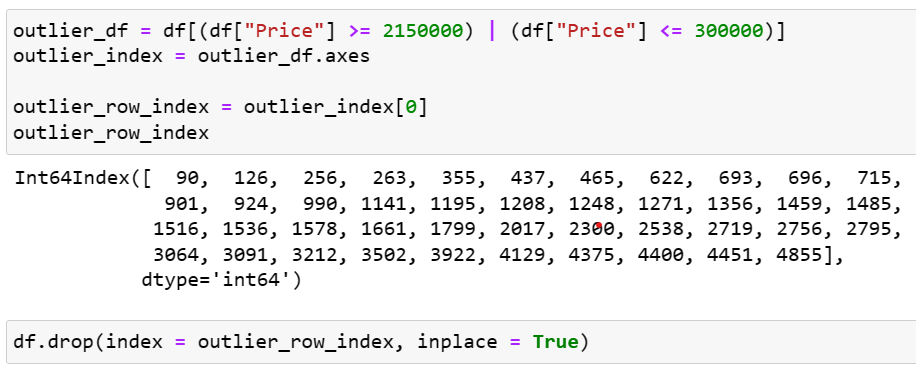 outlier_df = df[(df["Price"] >= 2150000) | (df["Price"] <= 300000)]
outlier_index = outlier_df.axes
outlier_row_index = outlier_index[0]
outlier_row_index
Int64Index([  90,  126,  256,  263,  355,  437,  465,  622,  693,  696,  715,
             901,  924,  990, 1141, 1195, 1208, 1248, 1271, 1356, 1459, 1485,
            1516, 1536, 1578, 1661, 1799, 2017, 2300, 2538, 2719, 2756, 2795,
            3064, 3091, 3212, 3502, 3922, 4129, 4375, 4400, 4451, 4855],
           dtype='int64')
df.drop(index = outlier_row_index, inplace = True)